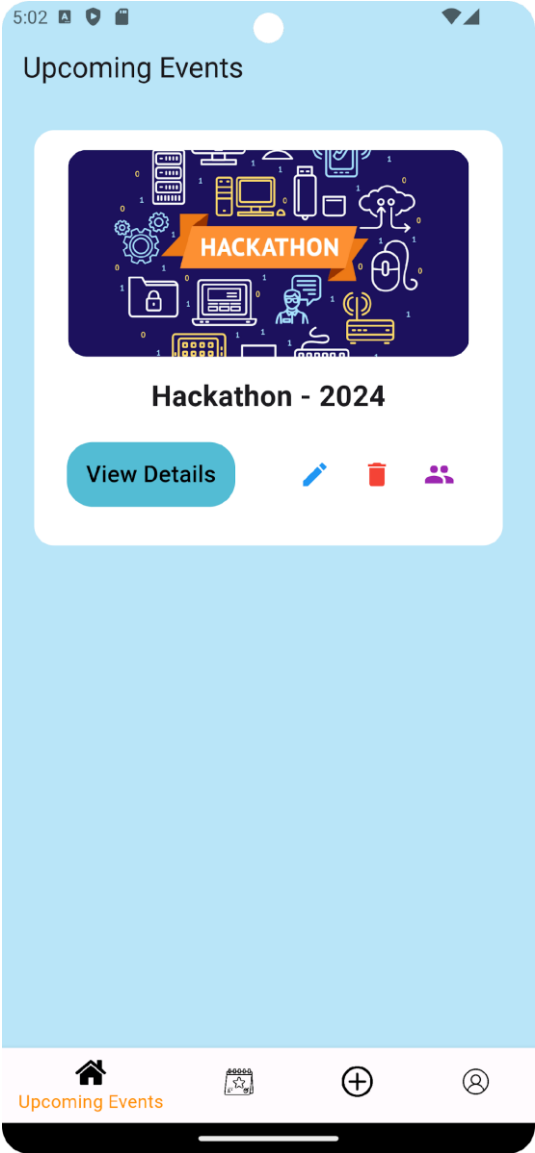 5:02
Upcoming Events
HACKATHON
Hackathon - 2024
View Details
Upcoming Events